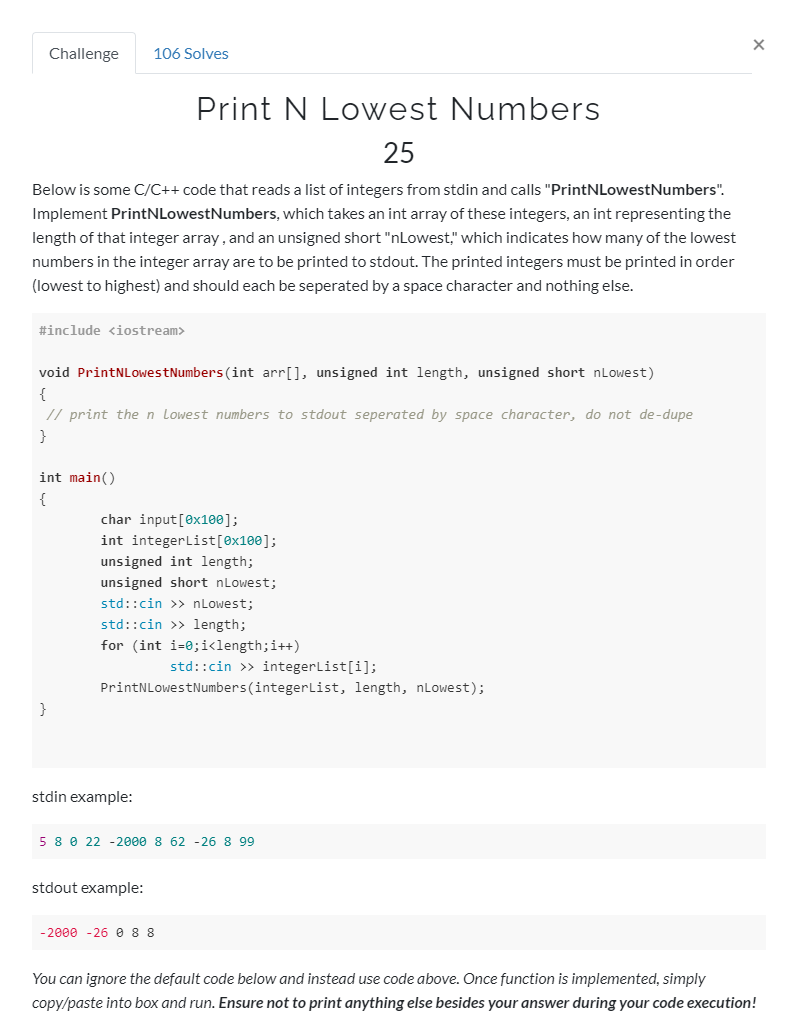 Challenge
106 Solves
×
Print N Lowest Numbers
25
Below is some C/C++ code that reads a list of integers from stdin and calls "PrintNLowestNumbers".
Implement PrintNLowestNumbers, which takes an int array of these integers, an int representing the
length of that integer array , and an unsigned short "nLowest," which indicates how many of the lowest
numbers in the integer array are to be printed to stdout. The printed integers must be printed in order
(lowest to highest) and should each be seperated by a space character and nothing else.
#include <iostream>
void PrintNLowestNumbers(int arr[], unsigned int length, unsigned short nLowest)
{
// print the n lowest numbers to stdout seperated by space character, do not de-dupe
}
int main()
{
char input[0x100];
int integerList[0x100];
unsigned int length;
unsigned short nLowest;
std::cin >> nLowest;
std::cin >> length;
for (int i=0;i<length;i++)
std::cin >> integerList[i];
PrintNLowestNumbers(integerList, length, nLowest);
}
stdin example:
5 8 0 22 -2000 8 62 -26 8 99
stdout example:
-2000 -26 0 8 8
You can ignore the default code below and instead use code above. Once function is implemented, simply
copy/paste into box and run. Ensure not to print anything else besides your answer during your code execution!